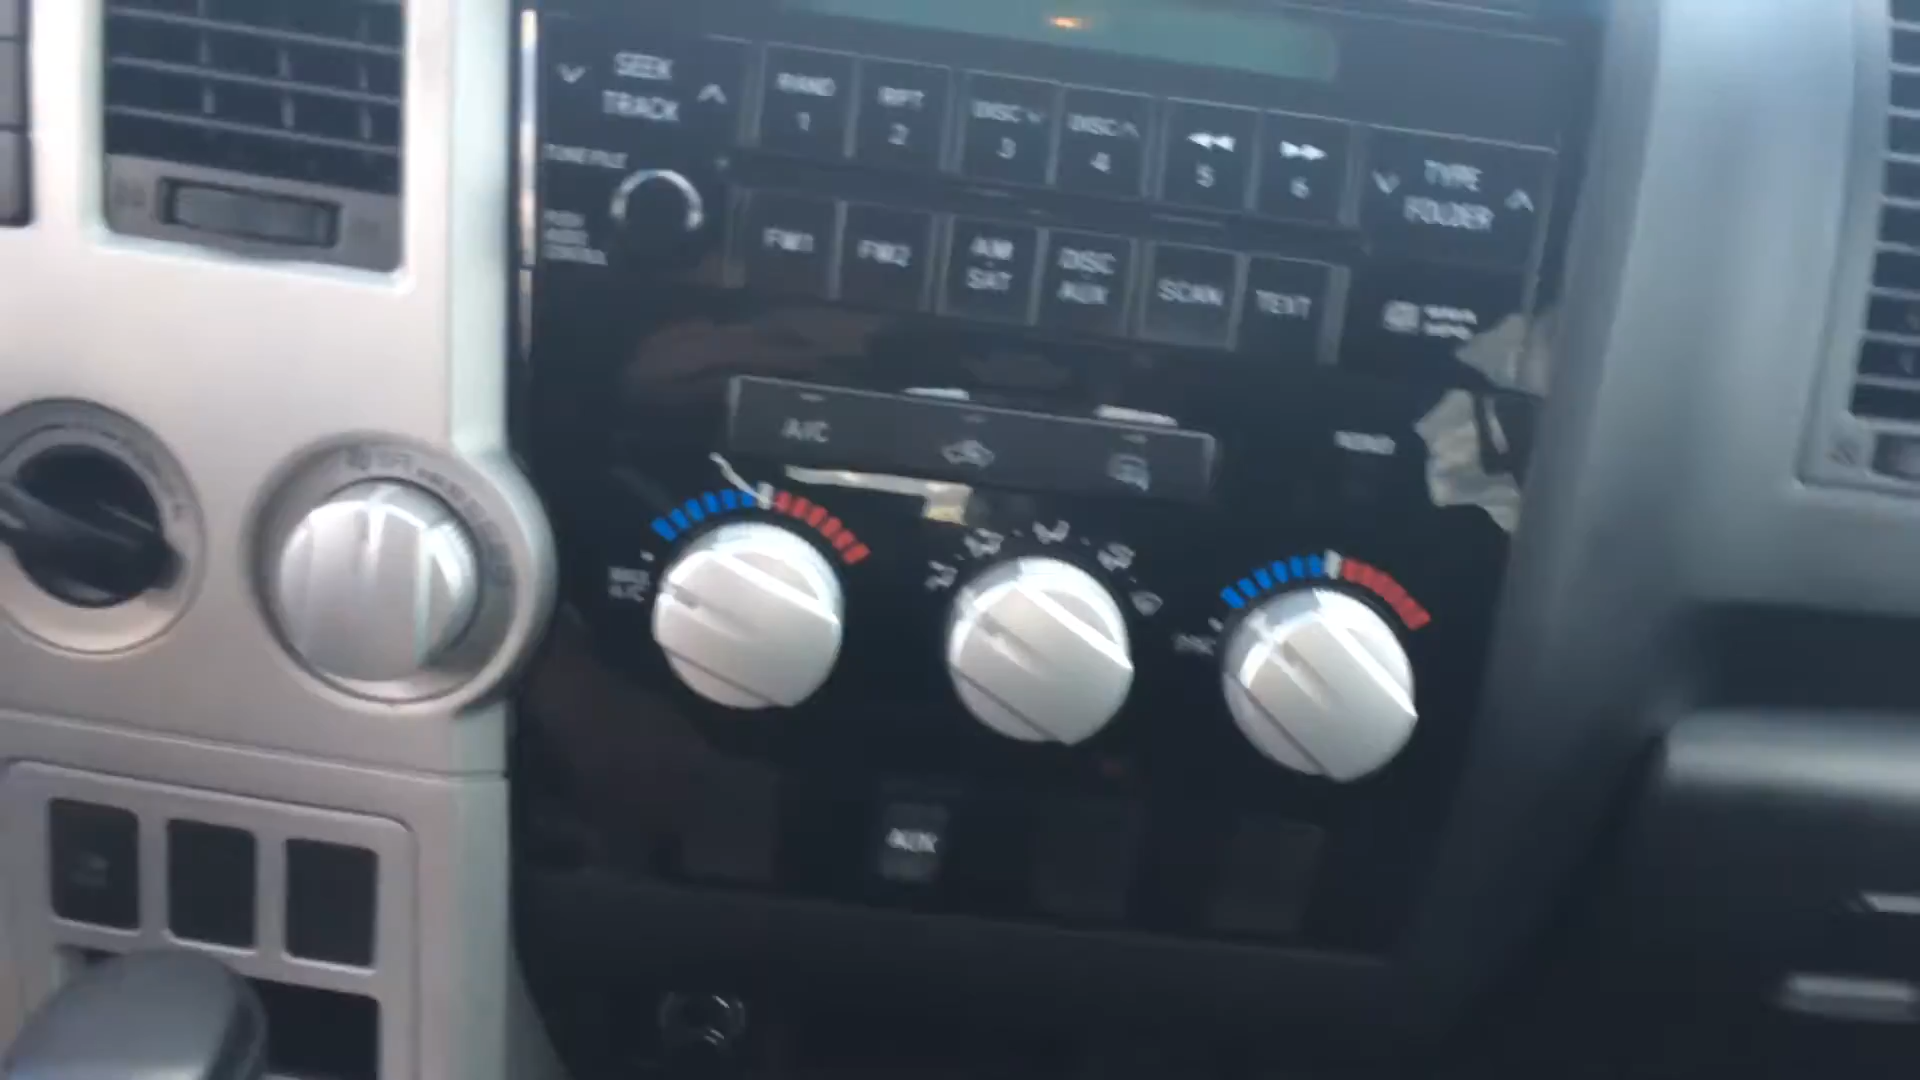 SEEK
TRACK
RAND
1
RPT
2
DISC
3
DISC
4
5
6
TYPE
FOLDER
FM1
FM2
AM
SAT
DISC
AUX
SCAN
TEXT
A/C
MAX
A/C
AUX